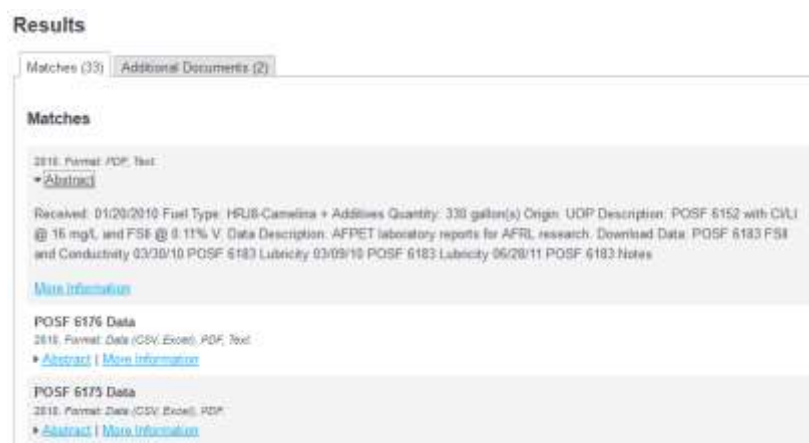 Results
Matches (33) Additional Documents (2)
Matches
2010. Format: PDF, Text.
Abstract
Received: 01/20/2010 Fuel Type: HRJ8-Camelina + Additives Quantity: 330 gallon(s) Origin: UOP Description: POSF 6152 with CI/LI
@ 16 mg/L and FSII @ 0.11% V. Data Description: AFPET laboratory reports for AFRL research. Download Data: POSF 6183 FSII
and Conductivity 03/30/10 POSF 6183 Lubricity 03/09/10 POSF 6183 Lubricity 06/28/11 POSF 6183 Notes
More Information
POSF 6176 Data
2010. Format: Data (CSV, Excel), PDF, Text.
Abstract | More Information
POSF 6175 Data
2010. Format: Data (CSV, Excel), PDF.
Abstract | More Information